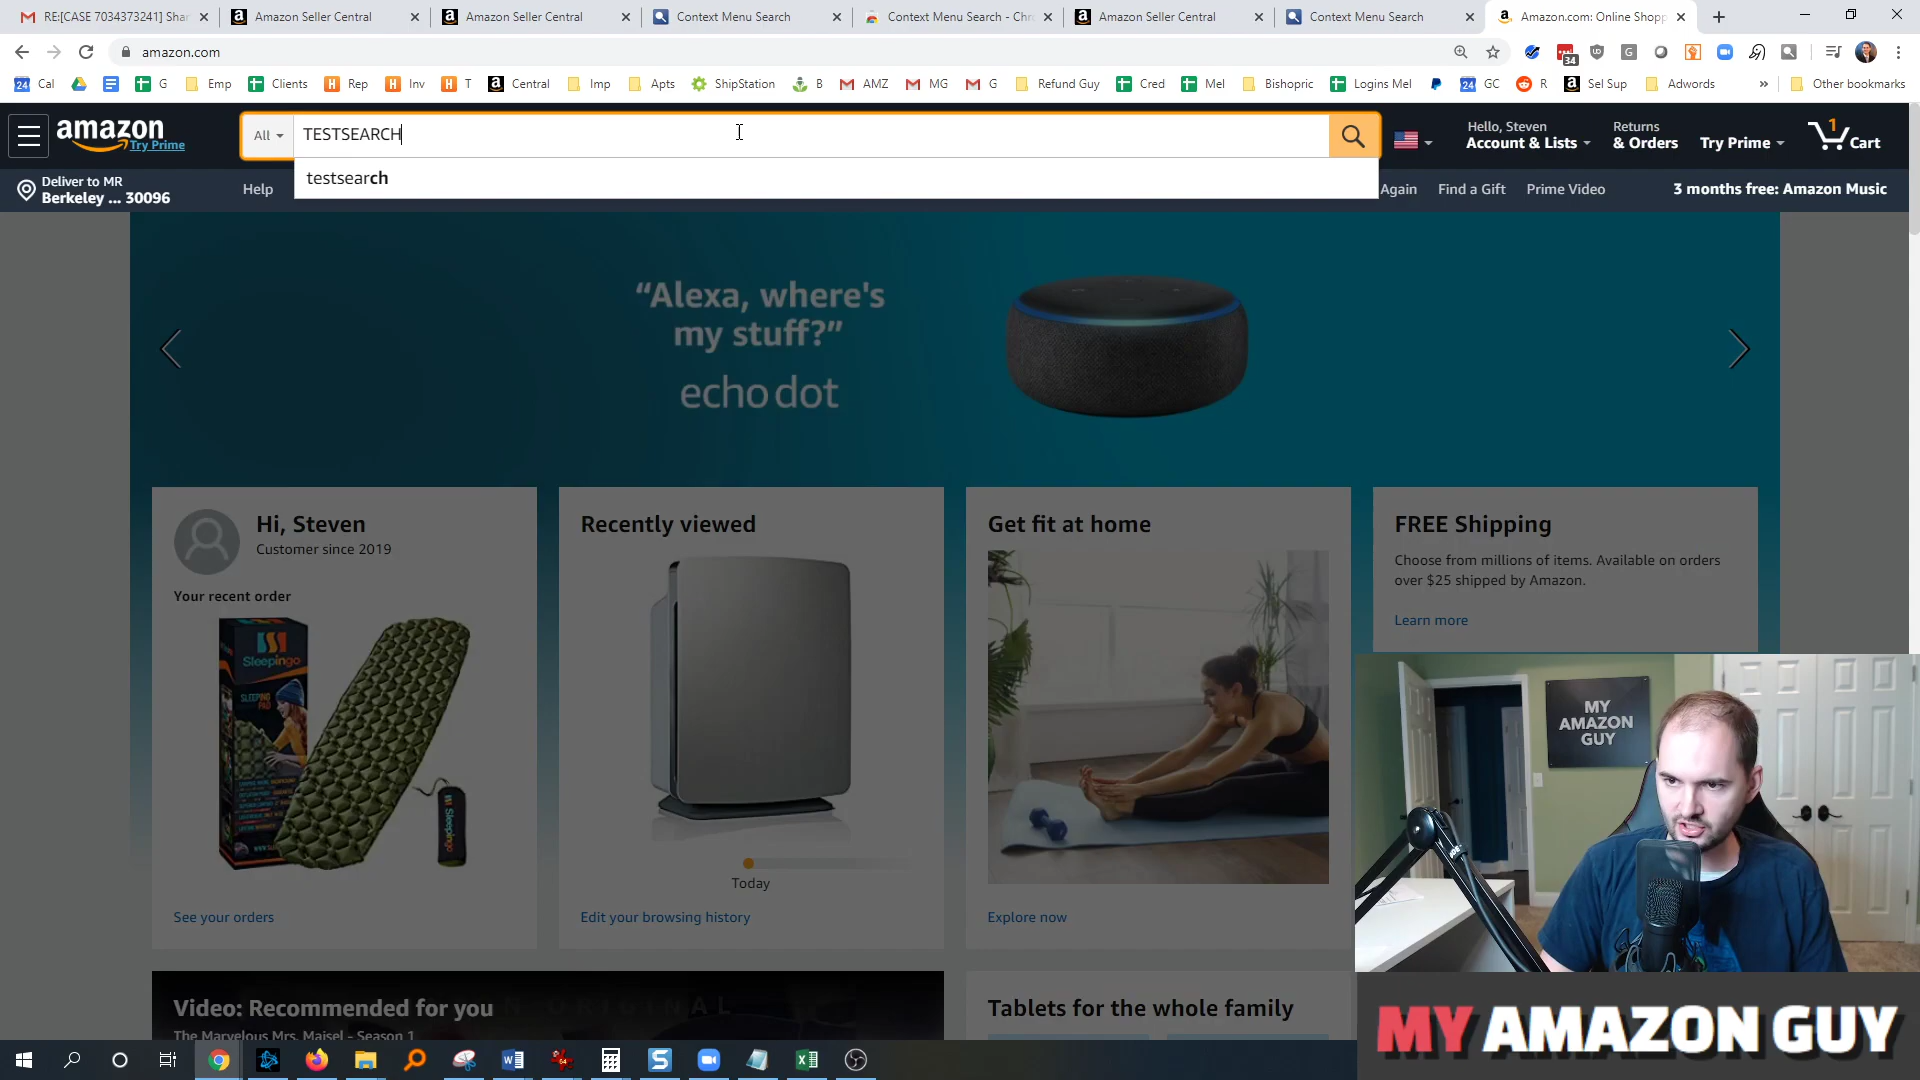 RE:[CASE 7034373241] Shar
Amazon Seller Central
Amazon Seller Central
Context Menu Search
Context Menu Search - Chr
Amazon Seller Central
Context Menu Search
Amazon.com: Online Shopp
amazon.com
34
24 Cal
G
Emp
Clients
H Rep
H Inv
H T
a Central
Imp
Apts
ShipStation
B
AMZ
MG
G
Refund Guy
Cred
Mel
Bishopric
Logins Mel
24 GC
R
a Sel Sup
Adwords
»
Other bookmarks
amazon
Try Prime
All
TESTSEARCH
testsearch
Hello, Steven
Account & Lists
Returns
& Orders
Try Prime
1
Cart
Deliver to MR
Berkeley ... 30096
Help
Again
Find a Gift
Prime Video
3 months free: Amazon Music
“Alexa, where's
my stuff?”
echo dot
Hi, Steven
Customer since 2019
Your recent order
Sleepingo
See your orders
Recently viewed
Today
Edit your browsing history
Get fit at home
Explore now
FREE Shipping
Choose from millions of items. Available on orders
over $25 shipped by Amazon.
Learn more
MY
AMAZON
GUY
Video: Recommended for you
The Marvelous Mrs. Maisel - Season 1
Tablets for the whole family
MY AMAZON GUY